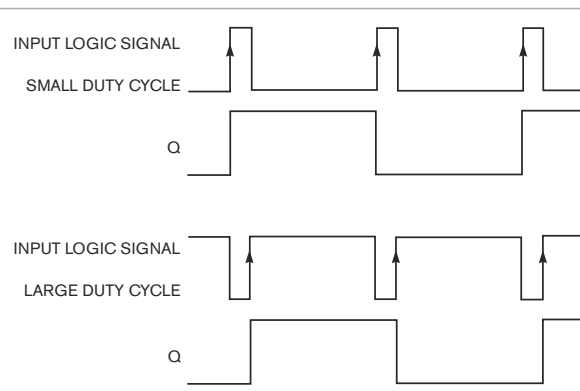 INPUT LOGIC SIGNAL
SMALL DUTY CYCLE
Q
INPUT LOGIC SIGNAL
LARGE DUTY CYCLE
Q